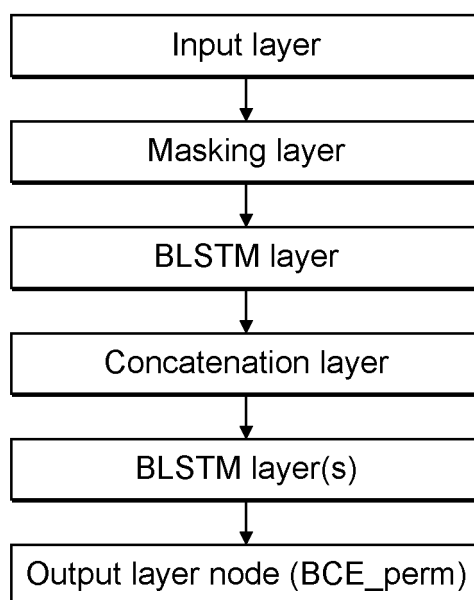 Input layer
Masking layer
BLSTM layer
Concatenation layer
BLSTM layer(s)
Output layer node (BCE_perm)